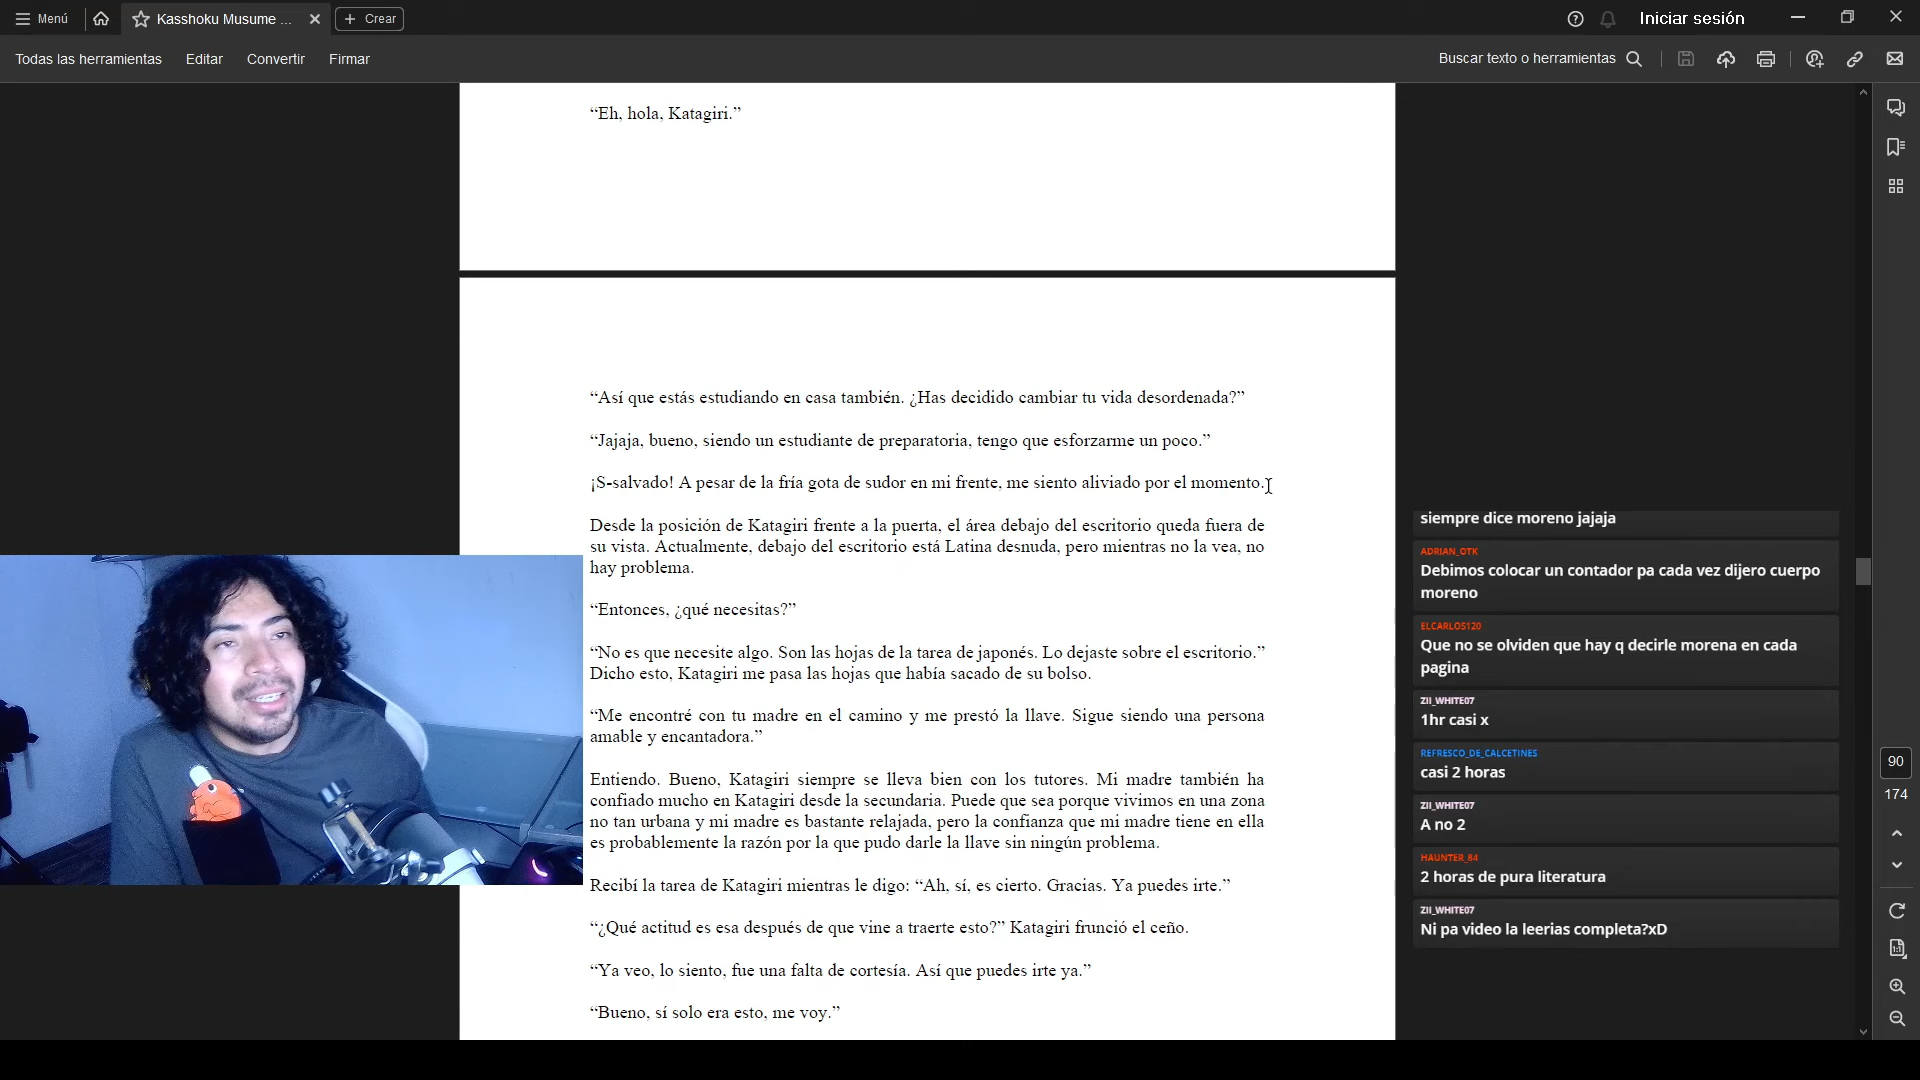 Menú
Kasshoku Musume ...
Crear
Iniciar sesión
Todas las herramientas
Editar
Convertir
Firmar
Buscar texto o herramientas
“Eh, hola, Katagiri.”
“Así que estás estudiando en casa también. ¿Has decidido cambiar tu vida desordenada?”
“Jajaja, bueno, siendo un estudiante de preparatoria, tengo que esforzarme un poco.”
¡S-salvado! A pesar de la fría gota de sudor en mi frente, me siento aliviado por el momento.
Desde la posición de Katagiri frente a la puerta, el área debajo del escritorio queda fuera de
su vista. Actualmente, debajo del escritorio está Latina desnuda, pero mientras no la vea, no
hay problema.
“Entonces, ¿qué necesitas?”
“No es que necesite algo. Son las hojas de la tarea de japonés. Lo dejaste sobre el escritorio.”
Dicho esto, Katagiri me pasa las hojas que había sacado de su bolso.
“Me encontré con tu madre en el camino y me prestó la llave. Sigue siendo una persona
amable y encantadora.”
Entiendo. Bueno, Katagiri siempre se lleva bien con los tutores. Mi madre también ha
confiado mucho en Katagiri desde la secundaria. Puede que sea porque vivimos en una zona
no tan urbana y mi madre es bastante relajada, pero la confianza que mi madre tiene en ella
es probablemente la razón por la que pudo darle la llave sin ningún problema.
Recibí la tarea de Katagiri mientras le digo: “Ah, sí, es cierto. Gracias. Ya puedes irte.”
“¿Qué actitud es esa después de que vine a traerte esto?” Katagiri frunció el ceño.
“Ya veo, lo siento, fue una falta de cortesía. Así que puedes irte ya.”
“Bueno, sí solo era esto, me voy.”
siempre dice moreno jajaja
ADRIAN_OTK
Debimos colocar un contador pa cada vez dijero cuerpo
moreno
ELCARLOS120
Que no se olviden que hay q decirle morena en cada
pagina
ZII_WHITE07
1hr casi x
REFRESCO_DE_CALCETINES
casi 2 horas
ZII_WHITE07
A no 2
HAUNTER_84
2 horas de pura literatura
ZII_WHITE07
Ni pa video la leerias completa?xD
90
174
1:1